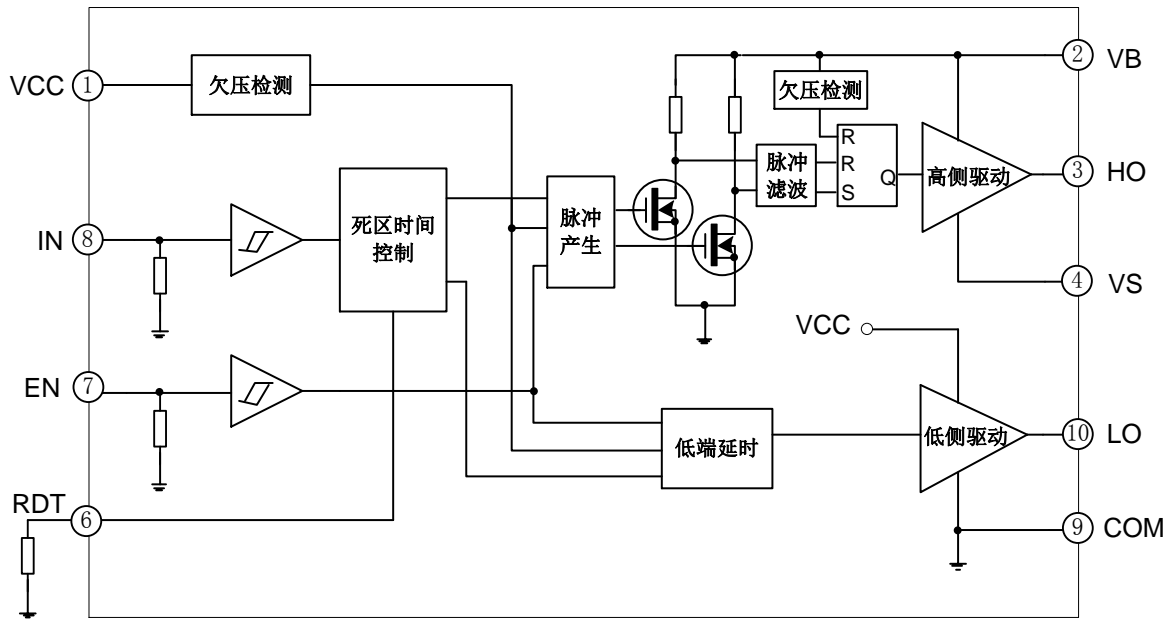 VCC ① 欠压检测
② VB
欠压检测
R
R
S
Q
脉冲
滤波
高侧驱动
③ HO
IN ⑧
死区时间
控制
脉冲
产生
④ VS
VCC
EN ⑦
低端延时
低侧驱动
⑩ LO
RDT
⑥
⑨ COM